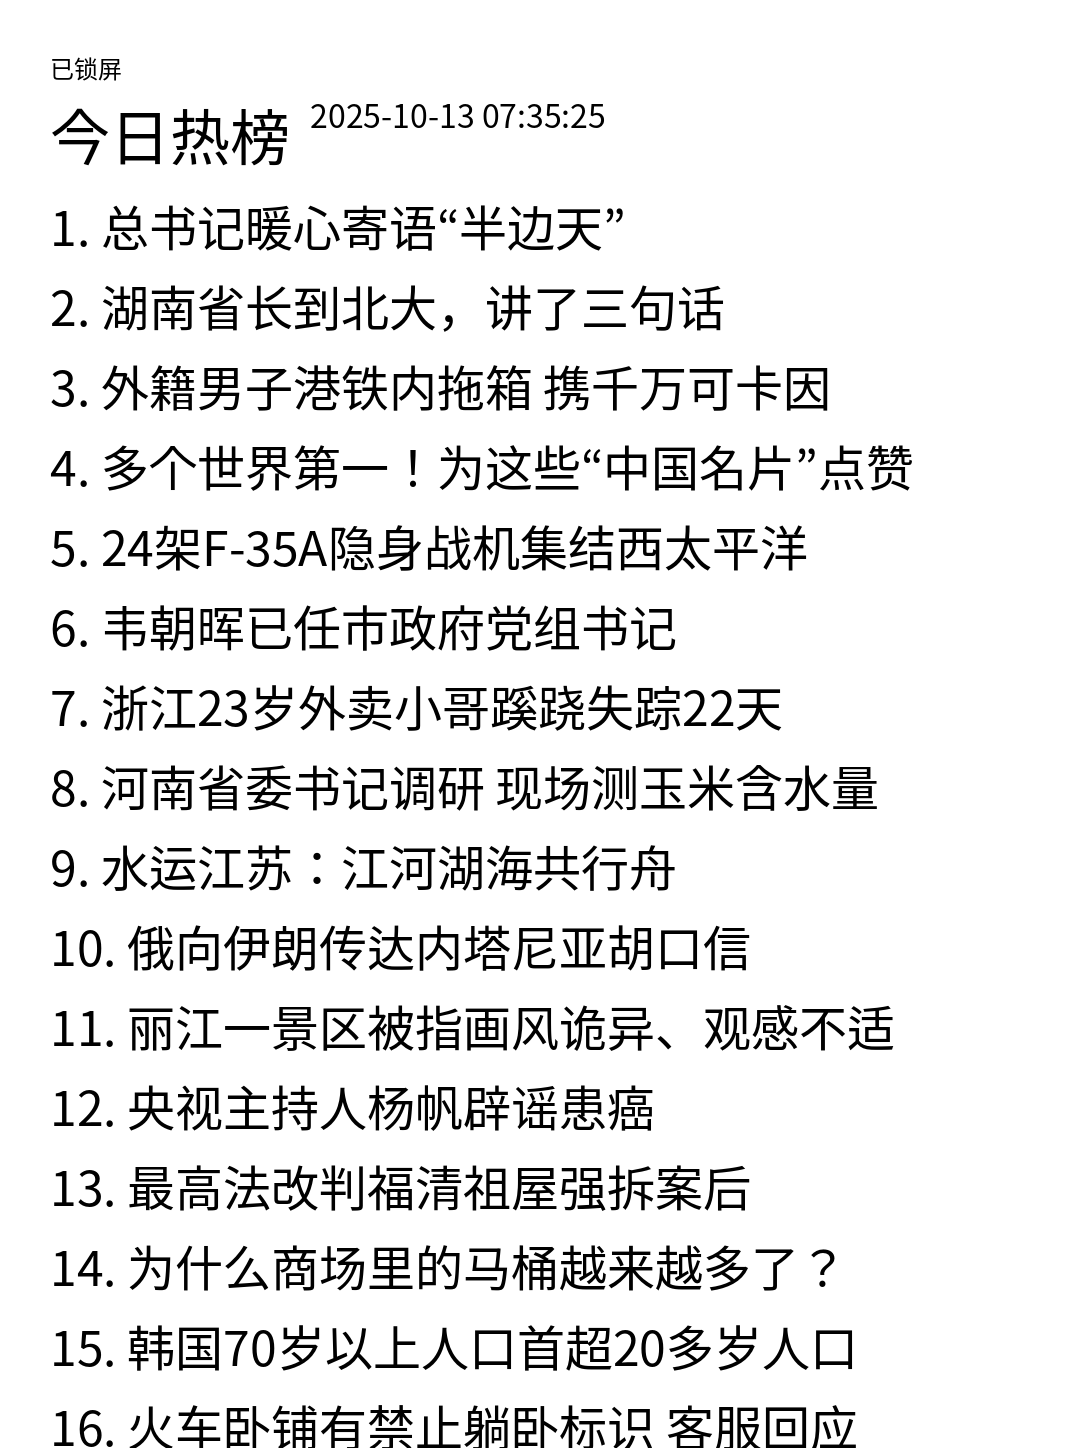 已锁屏
今日热榜 2025-10-13 07:35:25
1. 总书记暖心寄语“半边天”
2. 湖南省长到北大，讲了三句话
3. 外籍男子港铁内拖箱 携千万可卡因
4. 多个世界第一！为这些“中国名片”点赞
5. 24架F-35A隐身战机集结西太平洋
6. 韦朝晖已任市政府党组书记
7. 浙江23岁外卖小哥蹊跷失踪22天
8. 河南省委书记调研 现场测玉米含水量
9. 水运江苏：江河湖海共行舟
10. 俄向伊朗传达内塔尼亚胡口信
11. 丽江一景区被指画风诡异、观感不适
12. 央视主持人杨帆辟谣患癌
13. 最高法改判福清祖屋强拆案后
14. 为什么商场里的马桶越来越多了？
15. 韩国70岁以上人口首超20多岁人口
16. 火车卧铺有禁止躺卧标识 客服回应